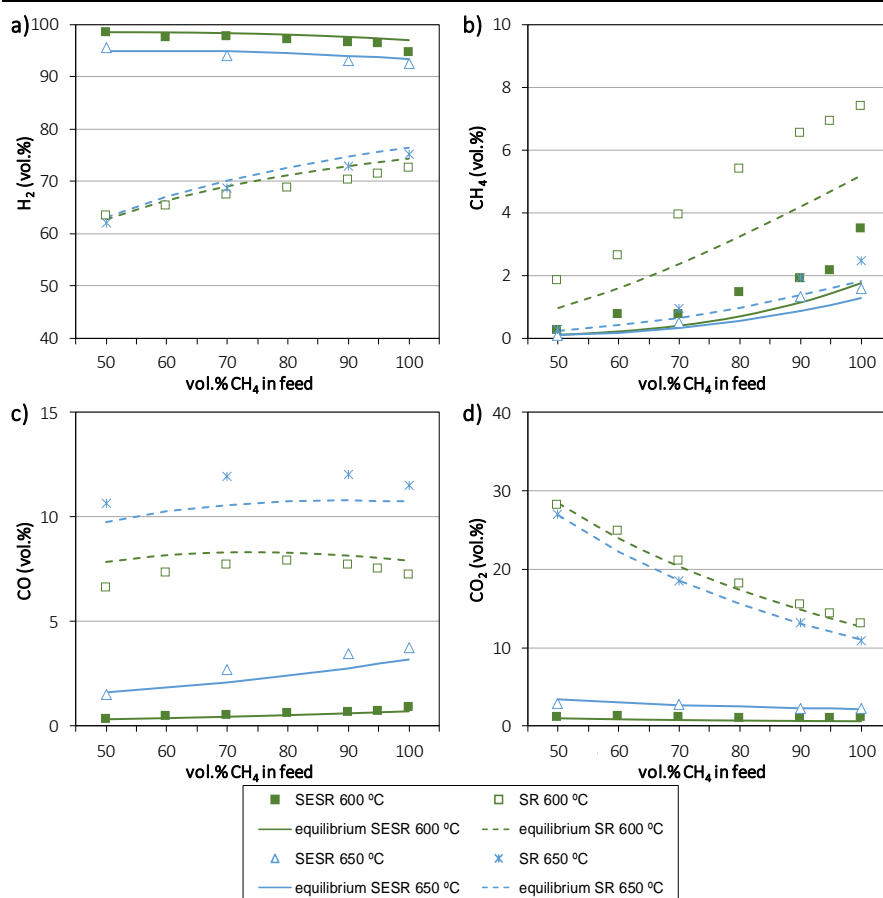 a)
100
90
80
70
60
50
40
H2 (vol.%)
50 60 70 80 90 100
vol.% CH4 in feed
b)
10
8
6
4
2
0
CH4 (vol.%)
50 60 70 80 90 100
vol.% CH4 in feed
c)
15
10
5
0
CO (vol.%)
50 60 70 80 90 100
vol.% CH4 in feed
d)
40
30
20
10
0
CO2 (vol.%)
50 60 70 80 90 100
vol.% CH4 in feed
SESR 600 ºC SR 600 ºC
equilibrium SESR 600 ºC equilibrium SR 600 ºC
SESR 650 ºC SR 650 ºC
equilibrium SESR 650 ºC equilibrium SR 650 ºC